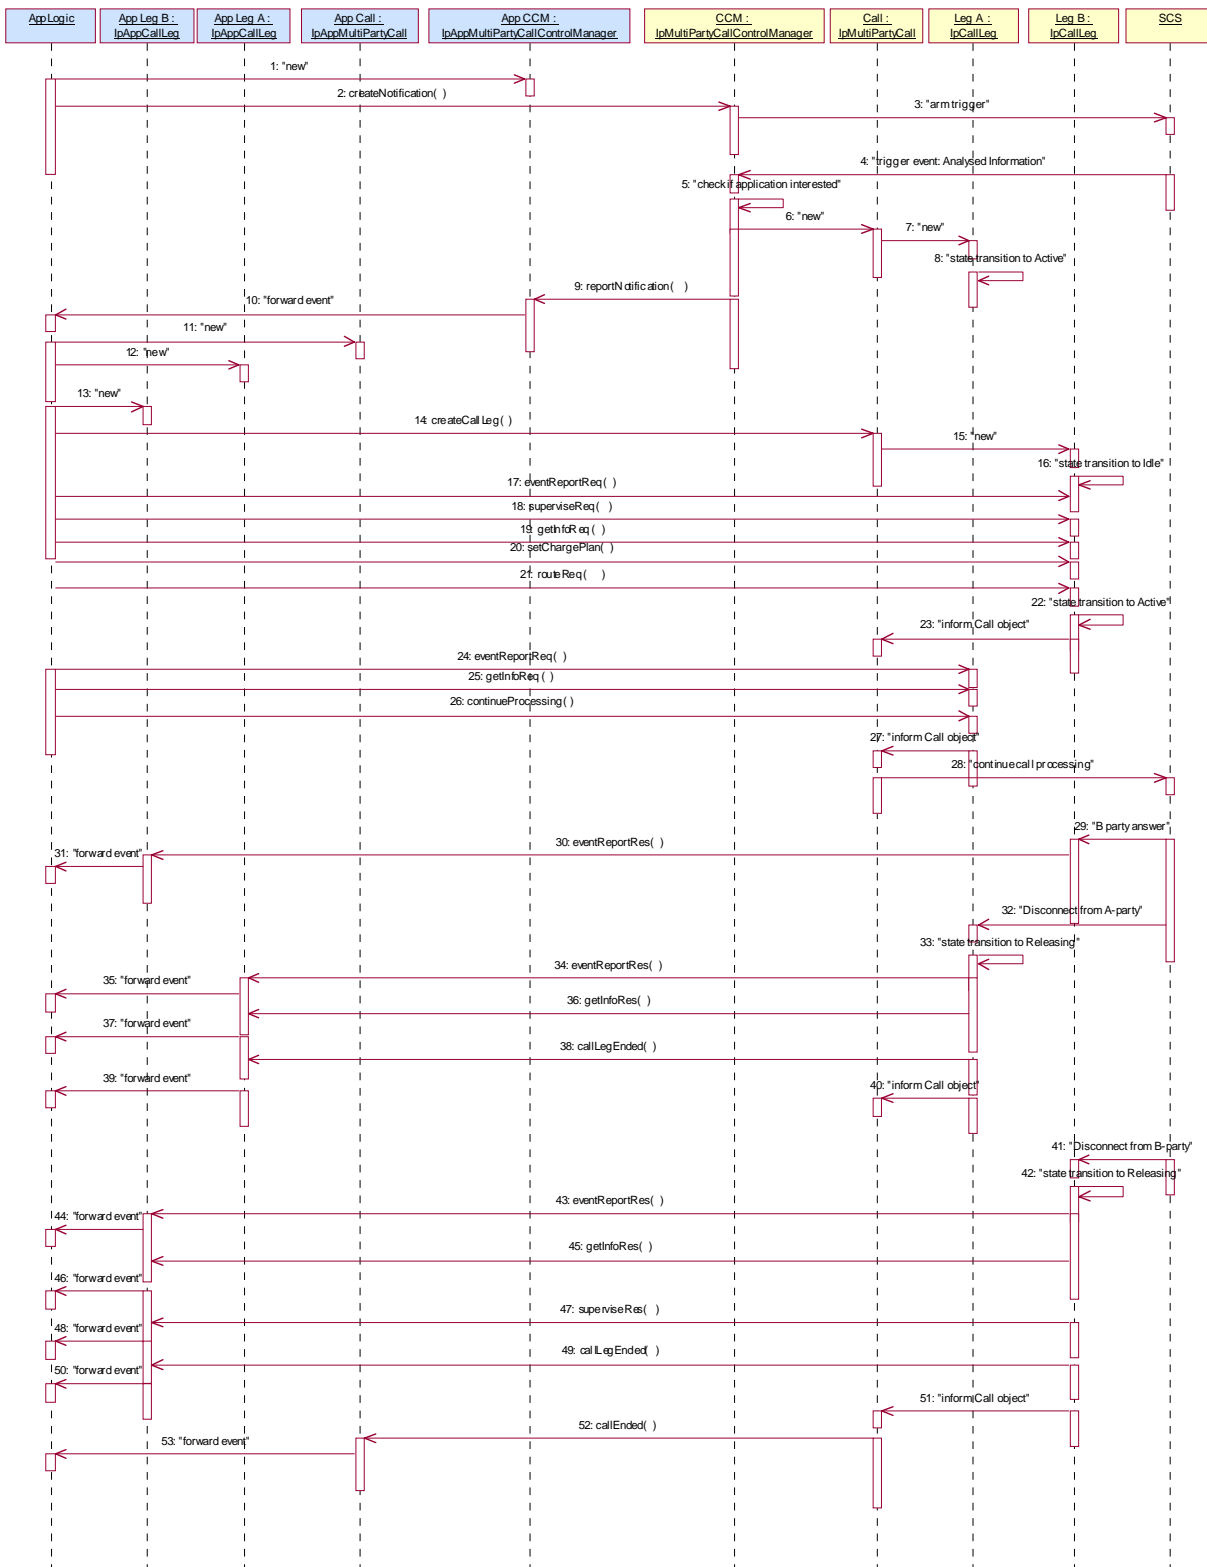 AppLogic
App Leg B :
IpAppCallLeg
App Leg A :
IpAppCallLeg
App Call :
IpAppMultiPartyCall
App CCM :
IpAppMultiPartyCallControlManager
CCM :
IpMultiPartyCallControlManager
Call :
IpMultiPartyCall
Leg A :
IpCallLeg
Leg B :
IpCallLeg
SCS
1: "new"
2: createNotification( )
3: "arm trigger"
4: "trigger event: Analysed Information"
5: "check if application interested"
6: "new"
7: "new"
8: "state transition to Active"
9: reportNotification( )
10: "forward event"
11: "new"
12: "new"
13: "new"
14: createCallLeg( )
15: "new"
16: "state transition to Idle"
17: eventReportReq( )
18: superviseReq( )
19: getInfoReq( )
20: setChargePlan( )
21: routeReq( )
22: "state transition to Active"
23: "inform Call object"
24: eventReportReq( )
25: getInfoReq( )
26: continueProcessing( )
27: "inform Call object"
28: "continue call processing"
29: "B party answer"
30: eventReportRes( )
31: "forward event"
32: "Disconnect from A-party"
33: "state transition to Releasing"
34: eventReportRes( )
35: "forward event"
36: getInfoRes( )
37: "forward event"
38: callLegEnded( )
39: "forward event"
40: "inform Call object"
41: "Disconnect from B-party"
42: "state transition to Releasing"
43: eventReportRes( )
44: "forward event"
45: getInfoRes( )
46: "forward event"
47: superviseRes( )
48: "forward event"
49: callLegEnded( )
50: "forward event"
51: "inform Call object"
52: callEnded( )
53: "forward event"